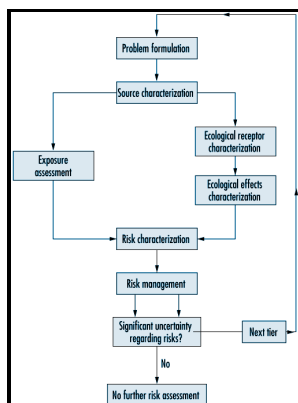 Problem formulation
Source characterization
Exposure
assessment
Ecological receptor
characterization
Ecological effects
characterization
Risk characterization
Risk management
Significant uncertainty
regarding risks?
Next tier
No
No further risk assessment